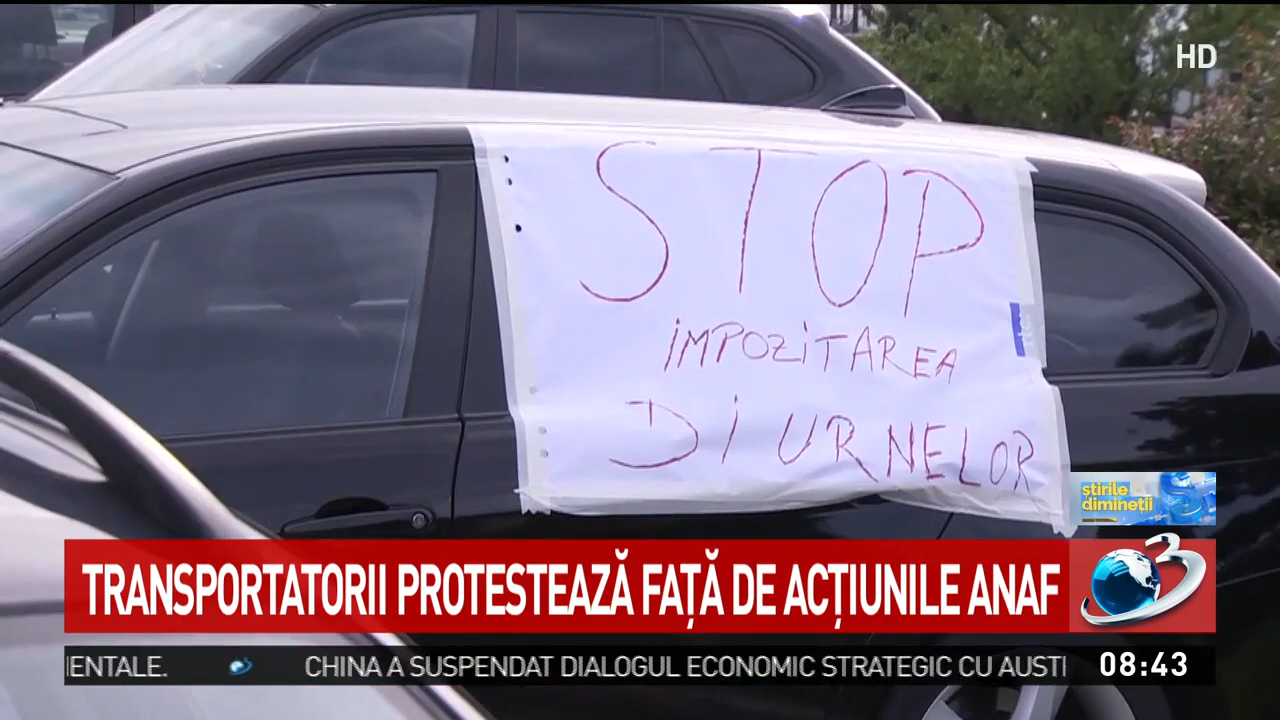 HD
STOP
IMPOZITAREA
DIURNELOR
știrile
dimineții
TRANSPORTATORII PROTESTEAZĂ FAȚĂ DE ACȚIUNILE ANAF
3
IENTALE. CHINA A SUSPENDAT DIALOGUL ECONOMIC STRATEGIC CU AUSTI
08:43